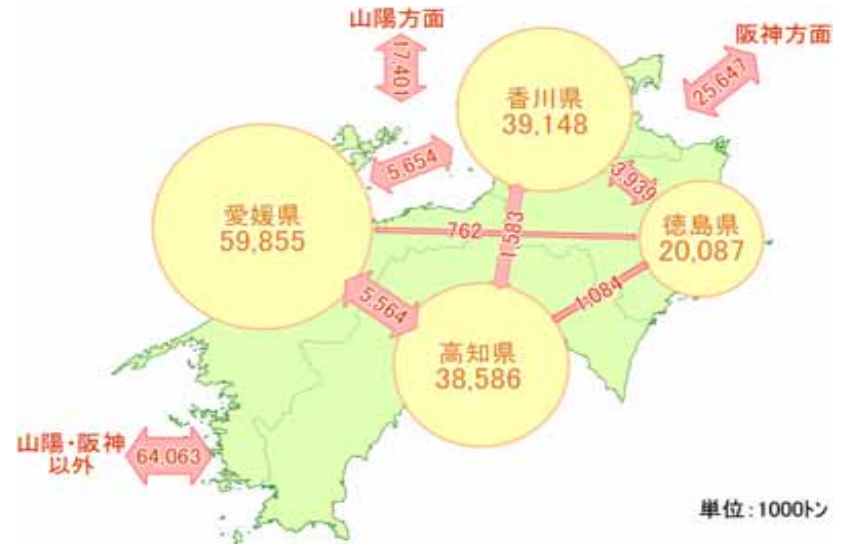 山陽方面
17,401
阪神方面
25,647
香川県
39,148
5,654
3,939
愛媛県
59,855
762
1,583
徳島県
20,087
5,564
1,084
高知県
38,586
山陽・阪神
以外
64,063
単位：1000トン